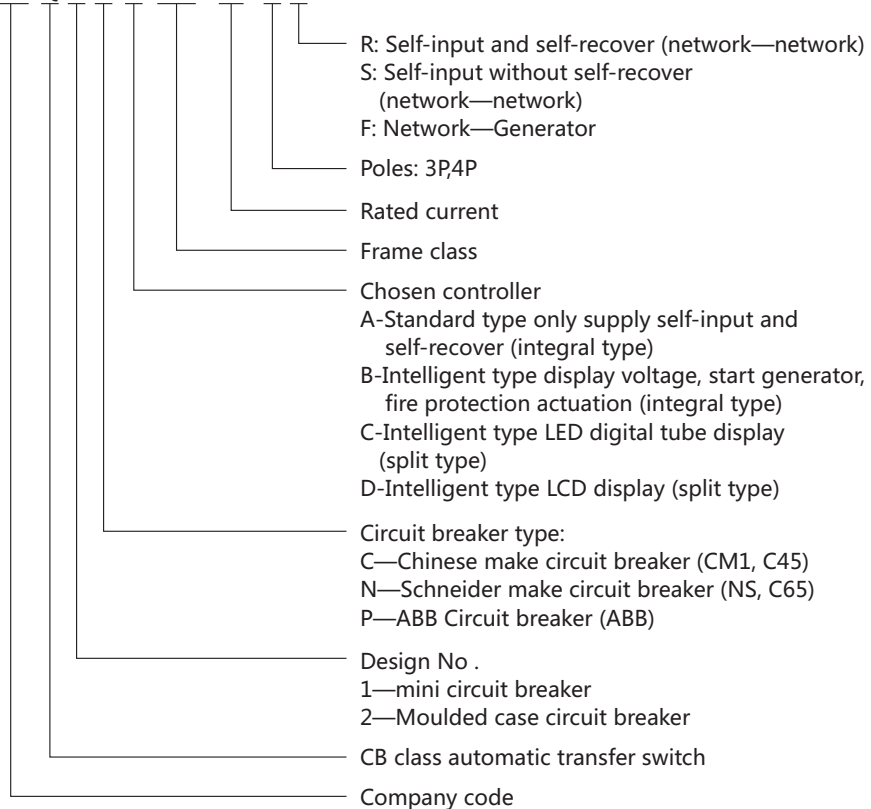 R: Self-input and self-recover (network—network)
S: Self-input without self-recover
(network—network)
F: Network—Generator
Poles: 3P,4P
Rated current
Frame class
Chosen controller
A-Standard type only supply self-input and
self-recover (integral type)
B-Intelligent type display voltage, start generator,
fire protection actuation (integral type)
C-Intelligent type LED digital tube display
(split type)
D-Intelligent type LCD display (split type)
Circuit breaker type:
C—Chinese make circuit breaker (CM1, C45)
N—Schneider make circuit breaker (NS, C65)
P—ABB Circuit breaker (ABB)
Design No .
1—mini circuit breaker
2—Moulded case circuit breaker
CB class automatic transfer switch
Company code